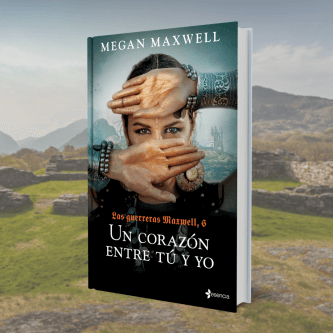 MEGAN MAXWELL
Las guerreras Maxwell, 6
UN CORAZÓN
ENTRE TÚ Y YO
esencia